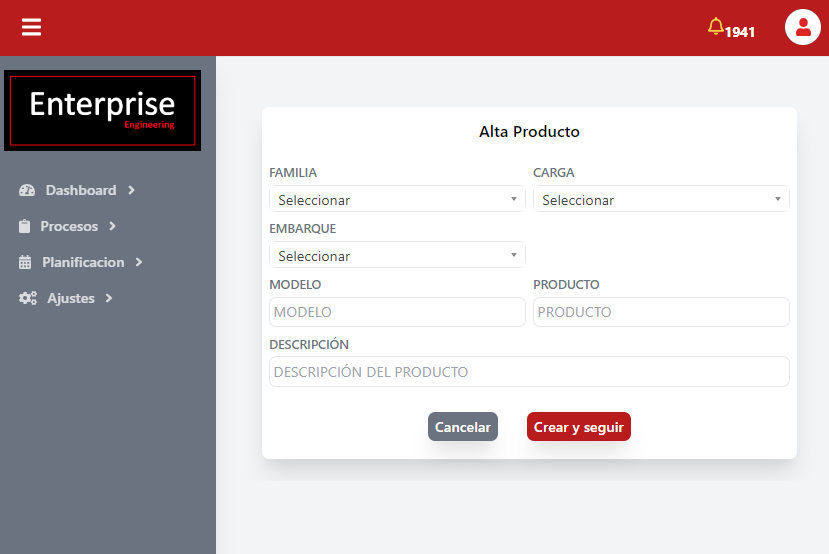 1941
Enterprise
Engineering
Dashboard
Procesos
Planificacion
Ajustes
Alta Producto
FAMILIA CARGA
Seleccionar Seleccionar
EMBARQUE
Seleccionar
MODELO PRODUCTO
MODELO PRODUCTO
DESCRIPCIÓN
DESCRIPCIÓN DEL PRODUCTO
Cancelar Crear y seguir